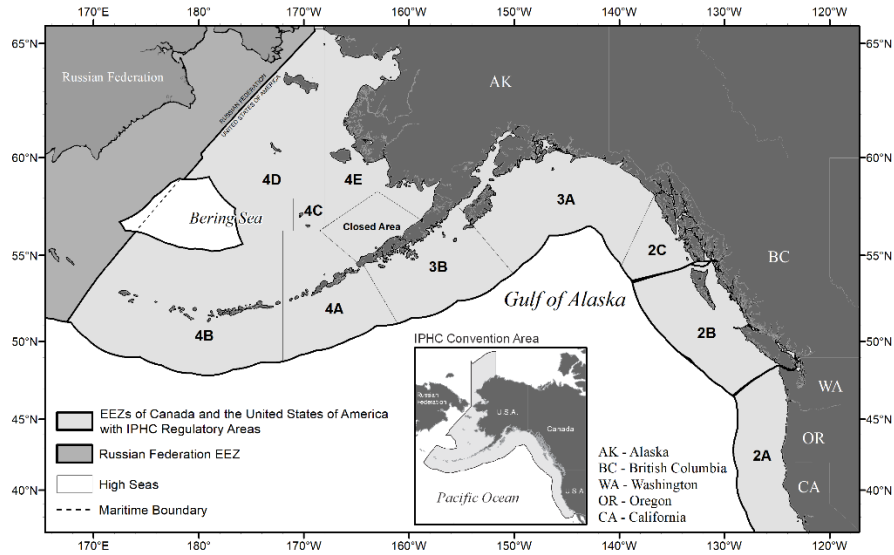 170°E
180°
170°W
160°W
150°W
140°W
130°W
120°W
65°N
65°N
Russian Federation
RUSSIAN FEDERATION
UNITED STATES OF AMERICA
AK
60°N
60°N
4D
4E
3A
Bering Sea
4C
Closed Area
55°N
2C
BC
55°N
3B
Gulf of Alaska
4A
4B
2B
50°N
50°N
IPHC Convention Area
Russian
Federation
U.S.A.
Canada
U.S.A
Pacific Ocean
WA
45°N
45°N
OR
2A
40°N
CA
40°N
EEZs of Canada and the United States of America
with IPHC Regulatory Areas
Russian Federation EEZ
High Seas
Maritime Boundary
AK - Alaska
BC - British Columbia
WA - Washington
OR - Oregon
CA - California
170°E
180°
170°W
160°W
150°W
140°W
130°W
120°W